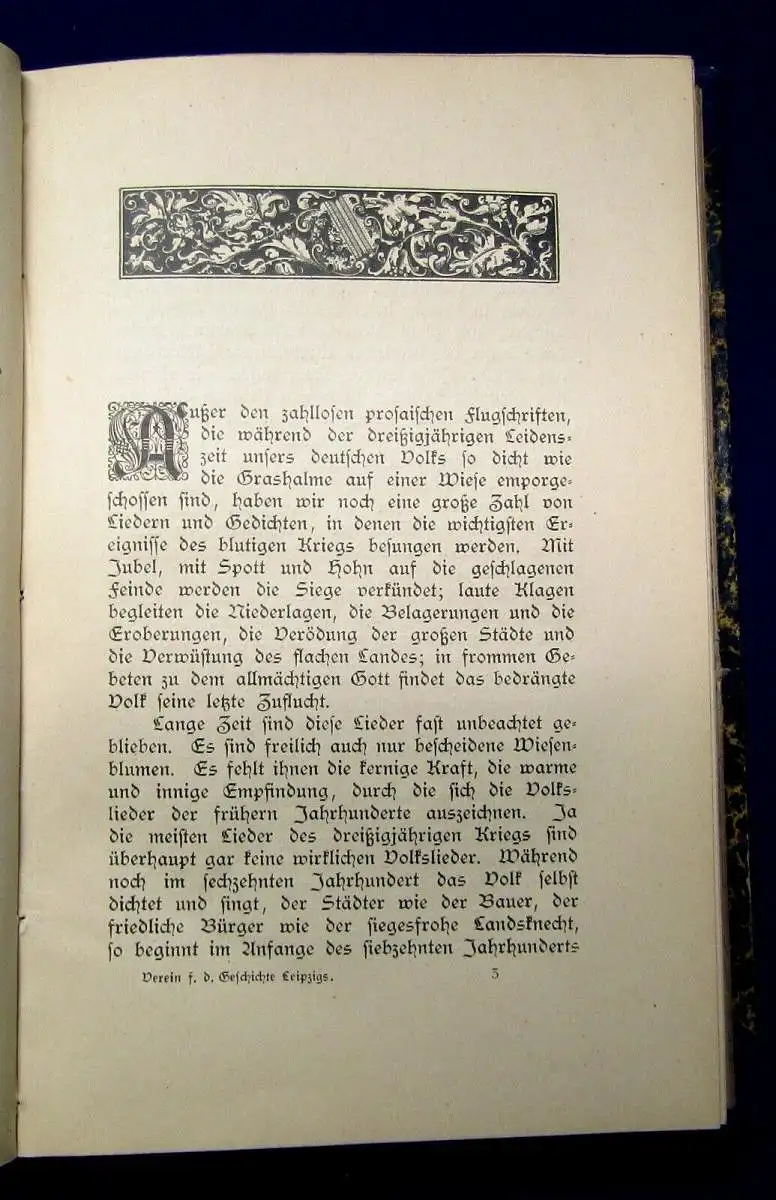 Außer den zahllosen prosaischen Flugschriften,
die während der dreißigjährigen Leidens-
zeit unsers deutschen Volks so dicht wie
die Grashalme auf einer Wiese emporge-
schossen sind, haben wir noch eine große Zahl von
Liedern und Gedichten, in denen die wichtigsten Er-
eignisse des blutigen Kriegs besungen werden. Mit
Jubel, mit Spott und Hohn auf die geschlagenen
Feinde werden die Siege verkündet; laute Klagen
begleiten die Niederlagen, die Belagerungen und die
Eroberungen, die Verödung der großen Städte und
die Verwüstung des flachen Landes; in frommen Ge-
beten zu dem allmächtigen Gott findet das bedrängte
Volk seine letzte Zuflucht.
Lange Zeit sind diese Lieder fast unbeachtet ge-
blieben. Es sind freilich auch nur bescheidene Wiesen-
blumen. Es fehlt ihnen die kernige Kraft, die warme
und innige Empfindung, durch die sich die Volks-
lieder der frühern Jahrhunderte auszeichnen. Ja
die meisten Lieder des dreißigjährigen Kriegs sind
überhaupt gar keine wirklichen Volkslieder. Während
noch im sechzehnten Jahrhundert das Volk selbst
dichtet und singt, der Städter wie der Bauer, der
friedliche Bürger wie der siegesfrohe Landsknecht,
so beginnt im Anfange des siebzehnten Jahrhunderts
Verein f. d. Geschichte Leipzigs. 3